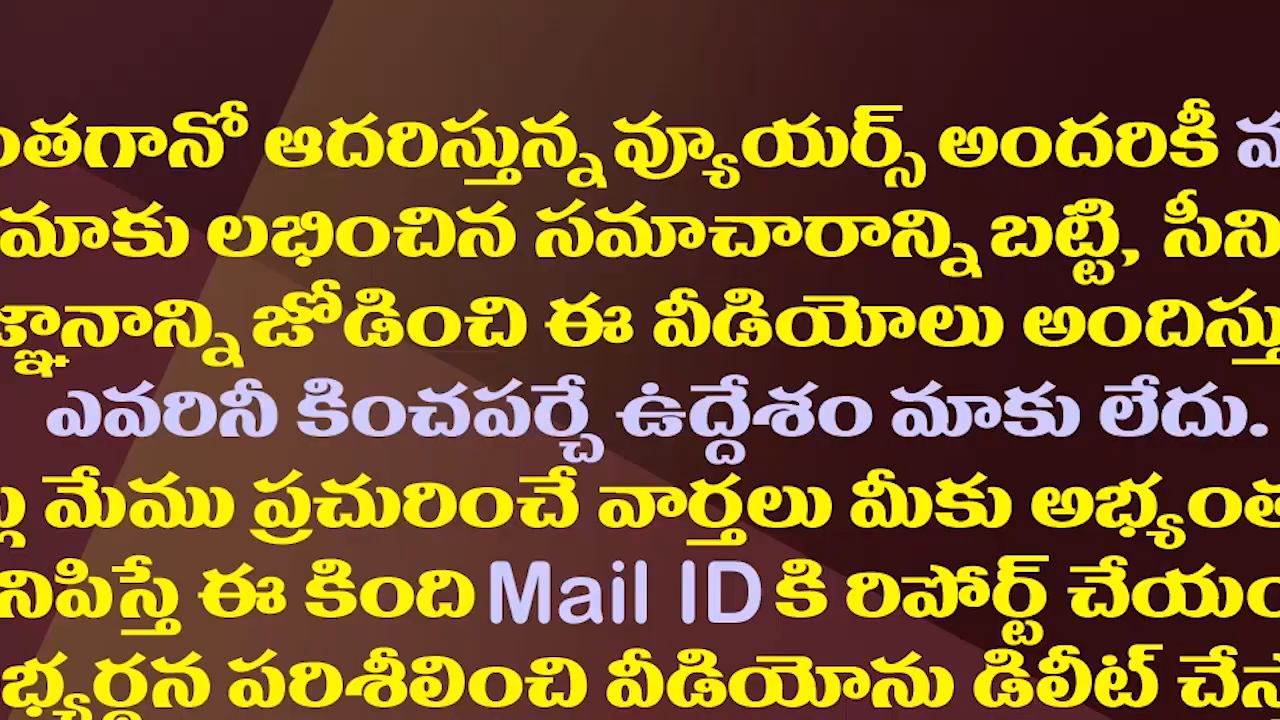 ంతగానో ఆదరిస్తున్న వ్యూయర్స్ అందరికీ
మాకు లభించిన సమాచారాన్ని బట్టి, సీని
జ్ఞానాన్ని జోడించి ఈ వీడియోలు అందిస్తు
ఎవరినీ కించపర్చే ఉద్దేశం మాకు లేదు.
మేము ప్రచురించే వార్తలు మీకు అభ్యంత
నిపిస్తే ఈ కింది Mail ID కి రిపోర్ట్ చేయం
భ్యర్థన పరిశీలించి వీడియోను డిలీట్ చేస